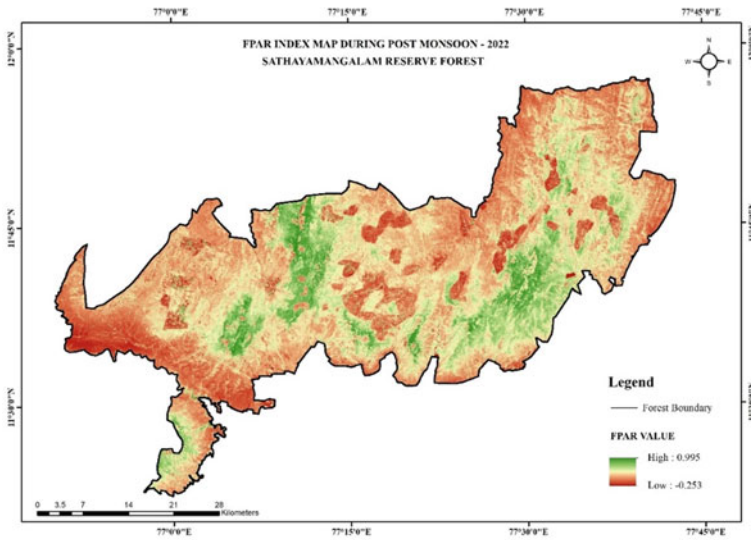 77°0'0"E 77°15'0"E 77°30'0"E 77°45'0"E
FPAR INDEX MAP DURING POST MONSOON - 2022
SATHAYAMANGALAM RESERVE FOREST
N
W E
S
12°0'0"N
11°45'0"N
11°30'0"N
Legend
Forest Boundary
FPAR VALUE
High : 0.995
Low : -0.253
0 3.5 7 14 21 28
Kilometers
77°0'0"E 77°15'0"E 77°30'0"E 77°45'0"E